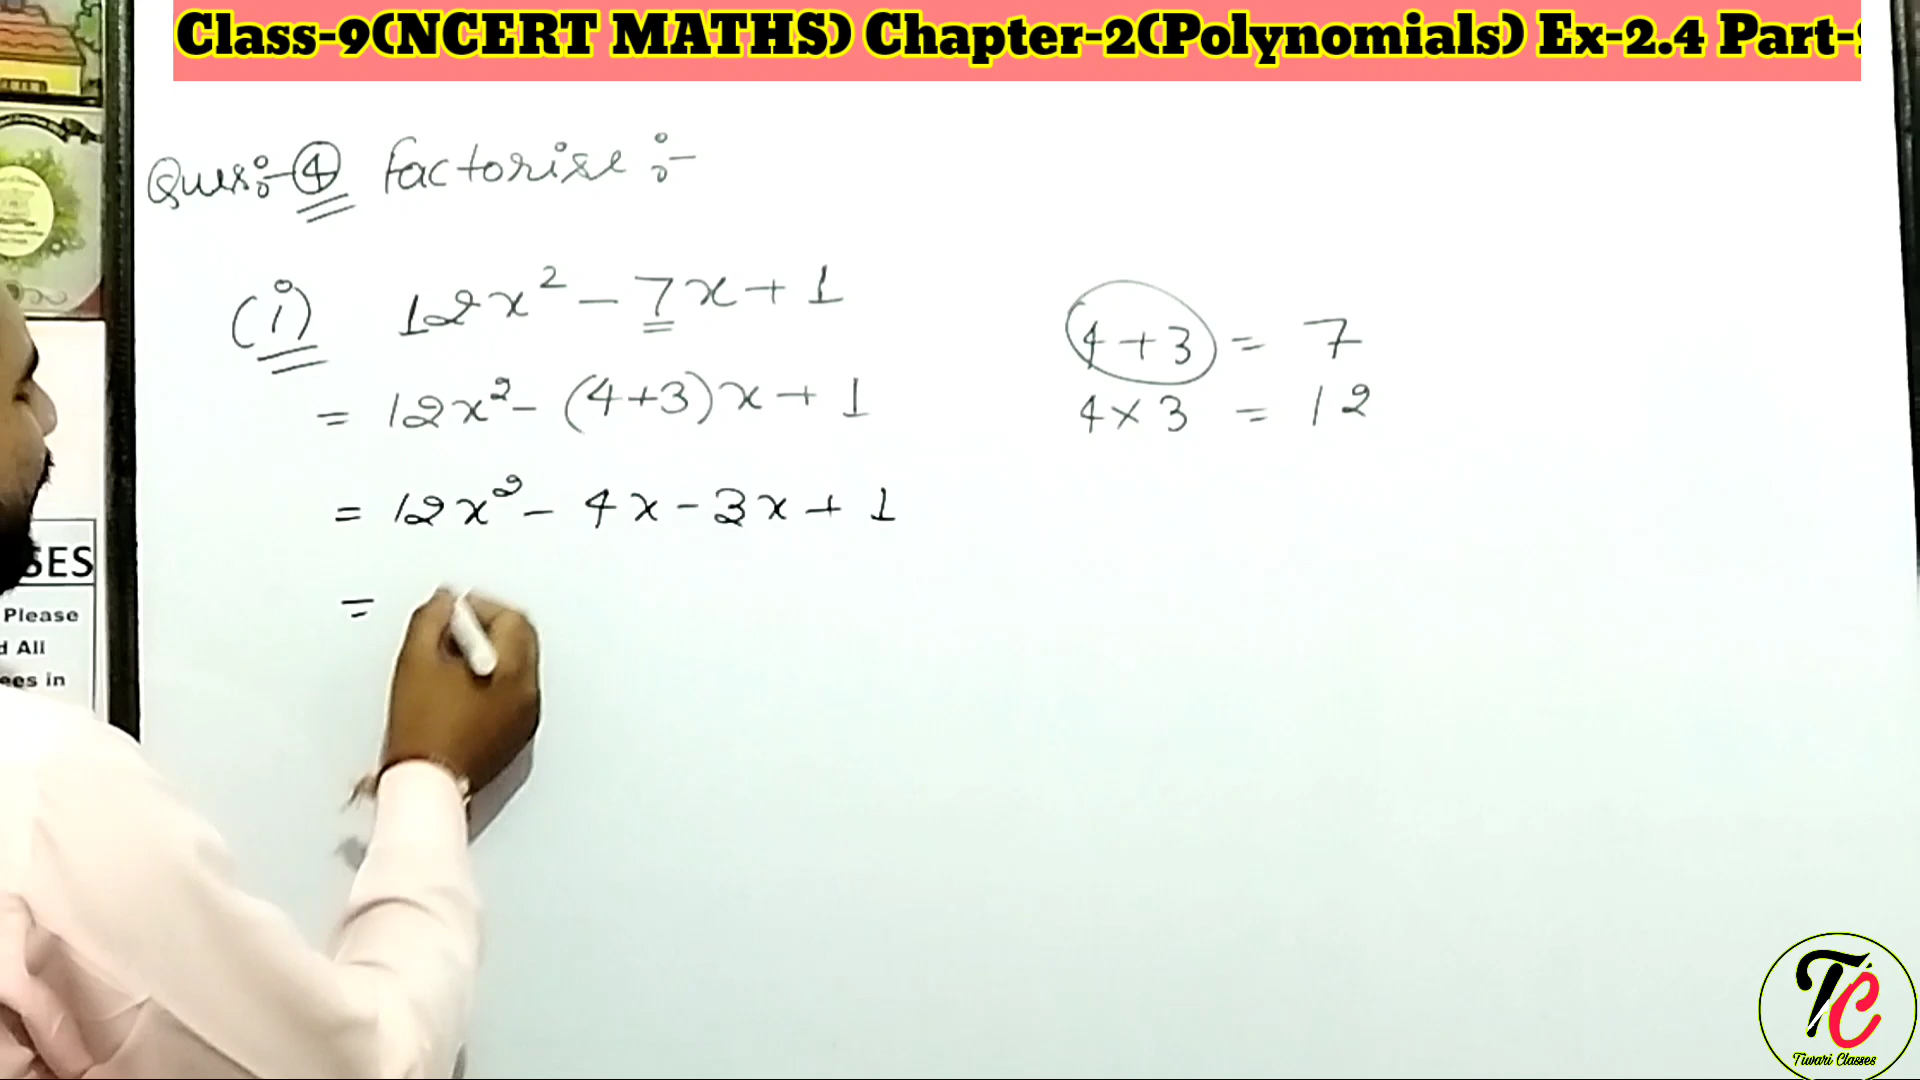 Class-9(NCERT MATHS) Chapter-2(Polynomials) Ex-2.4 Part-
Ques:- ④ factorise :-
(i) 12x² - 7x + 1
= 12x² - (4+3)x + 1
= 12x² - 4x - 3x + 1
=
4 + 3 = 7
4 × 3 = 12
SES
Please
d All
ees in
TC
Tiwari Classes